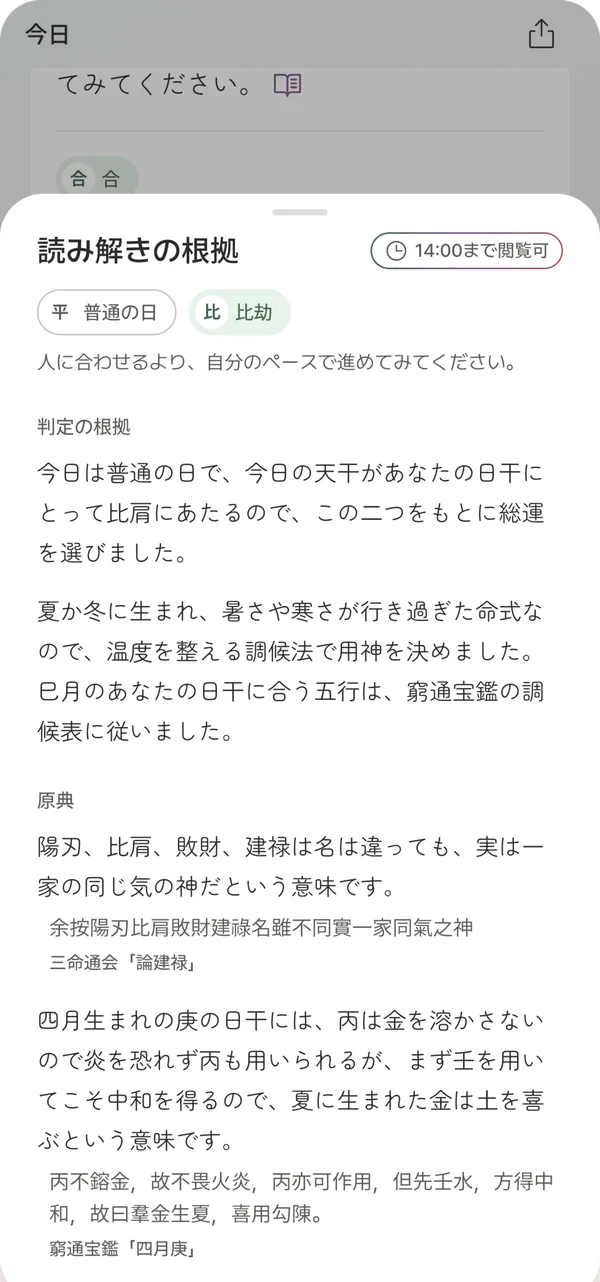 今日
てみてください。
合 合
読み解きの根拠
14:00まで閲覧可
平 普通の日
比 比劫
人に合わせるより、自分のペースで進めてみてください。
判定の根拠
今日は普通の日で、今日の天干があなたの日干に
とって比肩にあたるので、この二つをもとに総運
を選びました。
夏か冬に生まれ、暑さや寒さが行き過ぎた命式な
ので、温度を整える調候法で用神を決めました。
巳月のあなたの日干に合う五行は、窮通宝鑑の調
候表に従いました。
原典
陽刃、比肩、敗財、建禄は名は違っても、実は一
家の同じ気の神だという意味です。
余按陽刃比肩敗財建祿名雖不同實一家同氣之神
三命通会「論建禄」
四月生まれの庚の日干には、丙は金を溶かさない
ので炎を恐れず丙も用いられるが、まず壬を用い
てこそ中和を得るので、夏に生まれた金は土を喜
ぶという意味です。
丙不鎔金，故不畏火炎，丙亦可作用，但先壬水，方得中
和，故曰羣金生夏，喜用勾陳。
窮通宝鑑「四月庚」